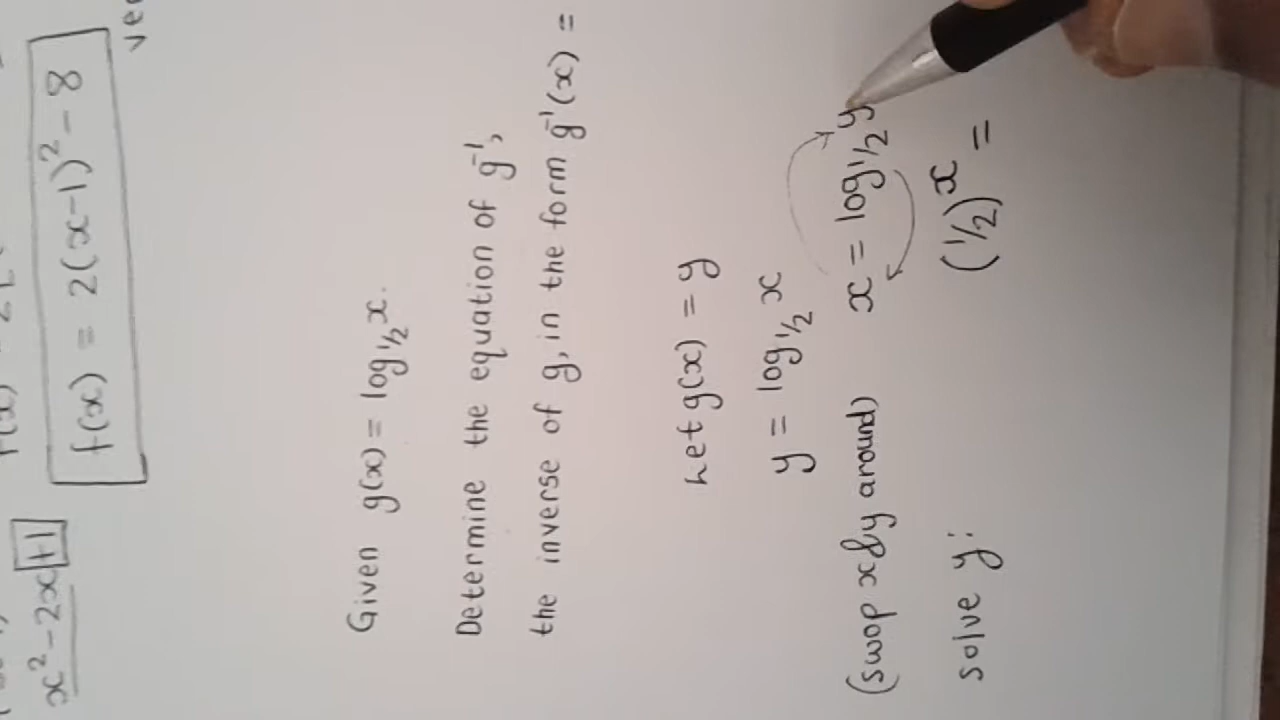 x² - 2x +1
f(x) = 2(x-1)² - 8
Given g(x) = log½ x.
Determine the equation of g⁻¹,
the inverse of g, in the form g⁻¹(x) =
Let g(x) = y
y = log½ x
(swop x & y around) x = log½ y
solve y: (½)ˣ =